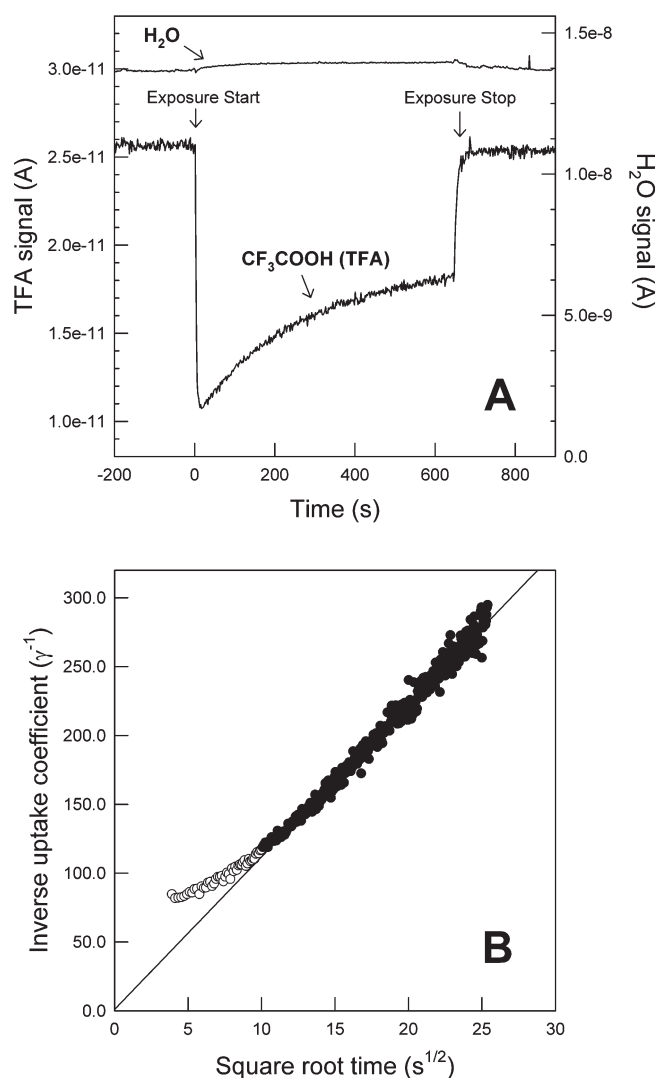 H2O
Exposure Start
Exposure Stop
CF3COOH (TFA)
A
TFA signal (A)
3.0e-11
2.5e-11
2.0e-11
1.5e-11
1.0e-11
H2O signal (A)
1.5e-8
1.0e-8
5.0e-9
0.0
-200 0 200 400 600 800
Time (s)
B
Inverse uptake coefficient (γ-1)
300.0
250.0
200.0
150.0
100.0
50.0
0.0
0 5 10 15 20 25 30
Square root time (s1/2)